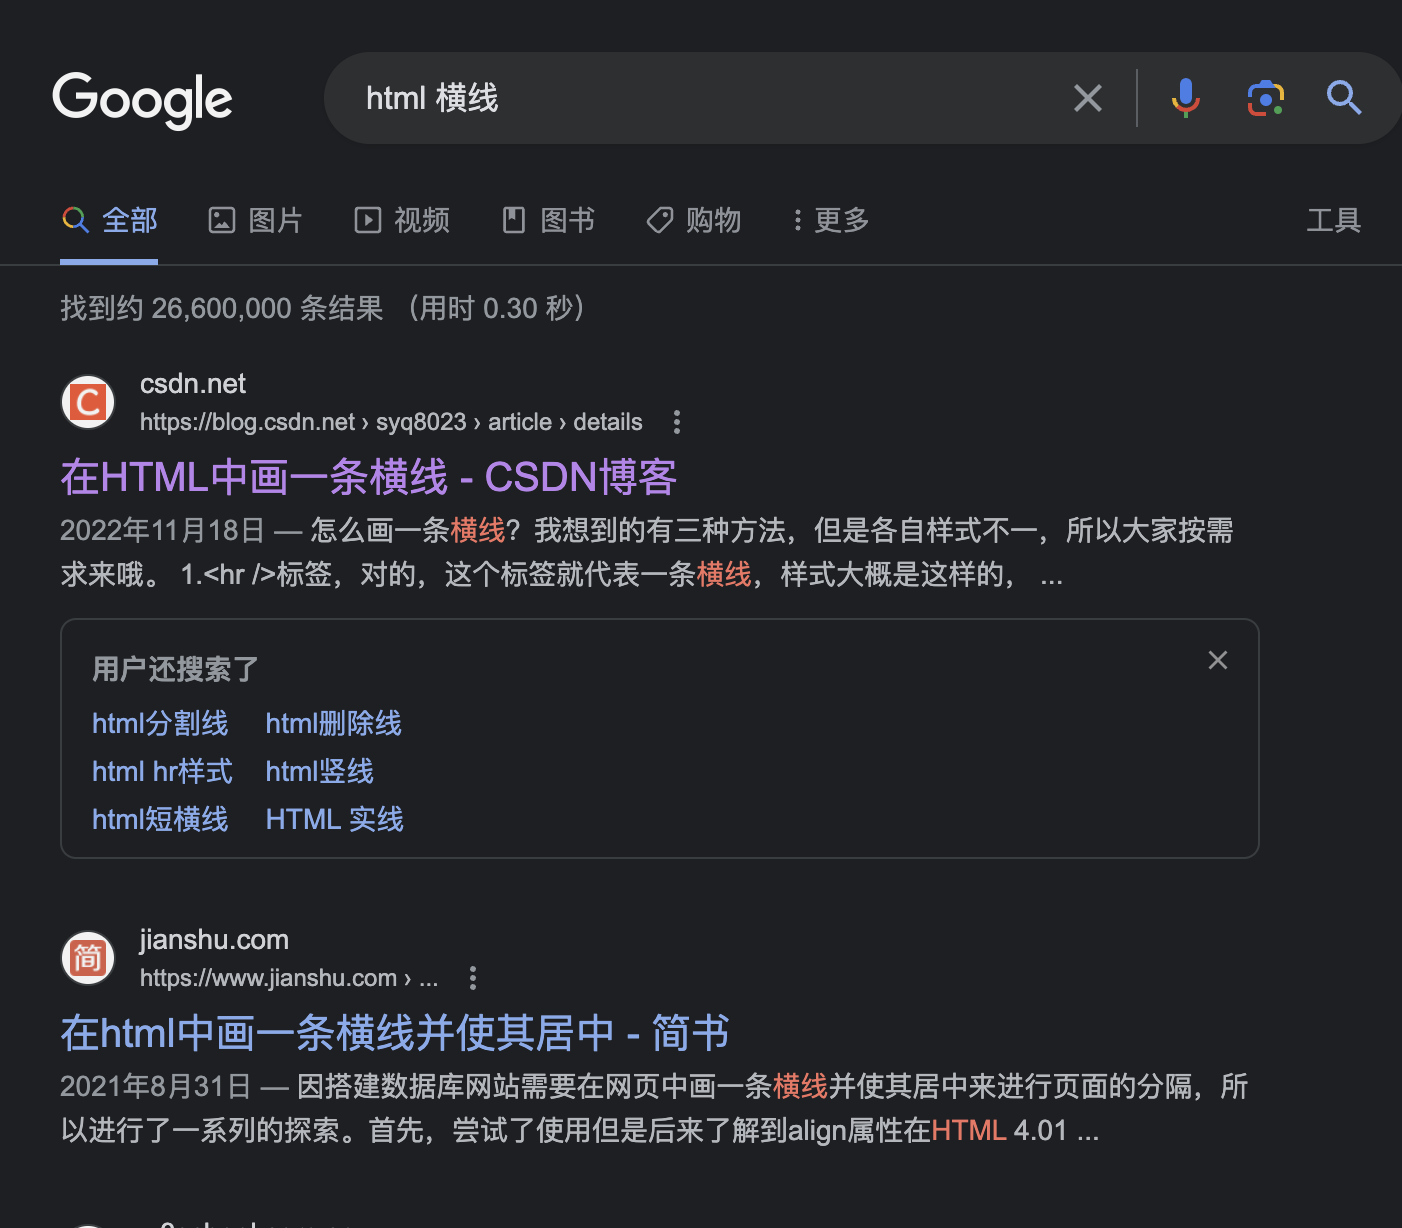 Google
html 横线
全部 图片 视频 图书 购物 更多 工具
找到约 26,600,000 条结果 （用时 0.30 秒）
csdn.net
https://blog.csdn.net › syq8023 › article › details
在HTML中画一条横线 - CSDN博客
2022年11月18日 — 怎么画一条横线？我想到的有三种方法，但是各自样式不一，所以大家按需
求来哦。 1.<hr />标签，对的，这个标签就代表一条横线，样式大概是这样的， ...
用户还搜索了
html分割线 html删除线
html hr样式 html竖线
html短横线 HTML 实线
简
jianshu.com
https://www.jianshu.com › ...
在html中画一条横线并使其居中 - 简书
2021年8月31日 — 因搭建数据库网站需要在网页中画一条横线并使其居中来进行页面的分隔，所
以进行了一系列的探索。首先，尝试了使用但是后来了解到align属性在HTML 4.01 ...